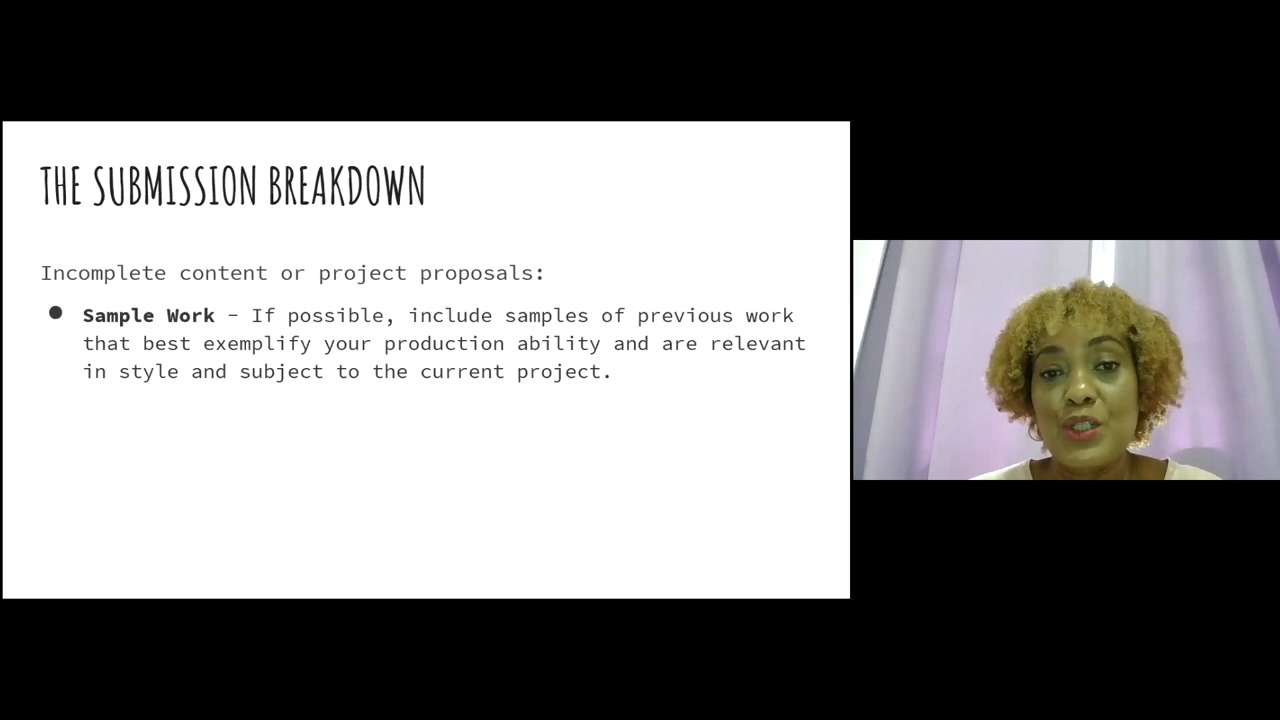 THE SUBMISSION BREAKDOWN
Incomplete content or project proposals:
● Sample Work – If possible, include samples of previous work
that best exemplify your production ability and are relevant
in style and subject to the current project.